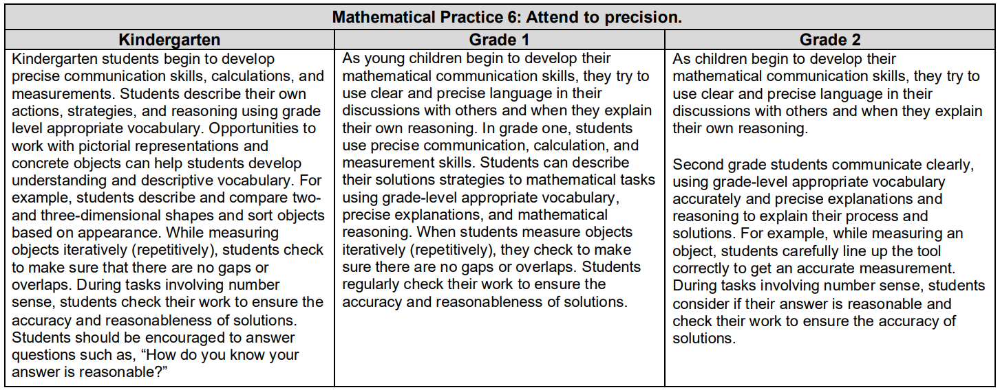 Mathematical Practice 6: Attend to precision.
Kindergarten
Kindergarten students begin to develop
precise communication skills, calculations, and
measurements. Students describe their own
actions, strategies, and reasoning using grade
level appropriate vocabulary. Opportunities to
work with pictorial representations and
concrete objects can help students develop
understanding and descriptive vocabulary. For
example, students describe and compare two-
and three-dimensional shapes and sort objects
based on appearance. While measuring
objects iteratively (repetitively), students check
to make sure that there are no gaps or
overlaps. During tasks involving number
sense, students check their work to ensure the
accuracy and reasonableness of solutions.
Students should be encouraged to answer
questions such as, “How do you know your
answer is reasonable?”
Grade 1
As young children begin to develop their
mathematical communication skills, they try to
use clear and precise language in their
discussions with others and when they explain
their own reasoning. In grade one, students
use precise communication, calculation, and
measurement skills. Students can describe
their solutions strategies to mathematical tasks
using grade-level appropriate vocabulary,
precise explanations, and mathematical
reasoning. When students measure objects
iteratively (repetitively), they check to make
sure there are no gaps or overlaps. Students
regularly check their work to ensure the
accuracy and reasonableness of solutions.
Grade 2
As children begin to develop their
mathematical communication skills, they try to
use clear and precise language in their
discussions with others and when they explain
their own reasoning.
Second grade students communicate clearly,
using grade-level appropriate vocabulary
accurately and precise explanations and
reasoning to explain their process and
solutions. For example, while measuring an
object, students carefully line up the tool
correctly to get an accurate measurement.
During tasks involving number sense, students
consider if their answer is reasonable and
check their work to ensure the accuracy of
solutions.